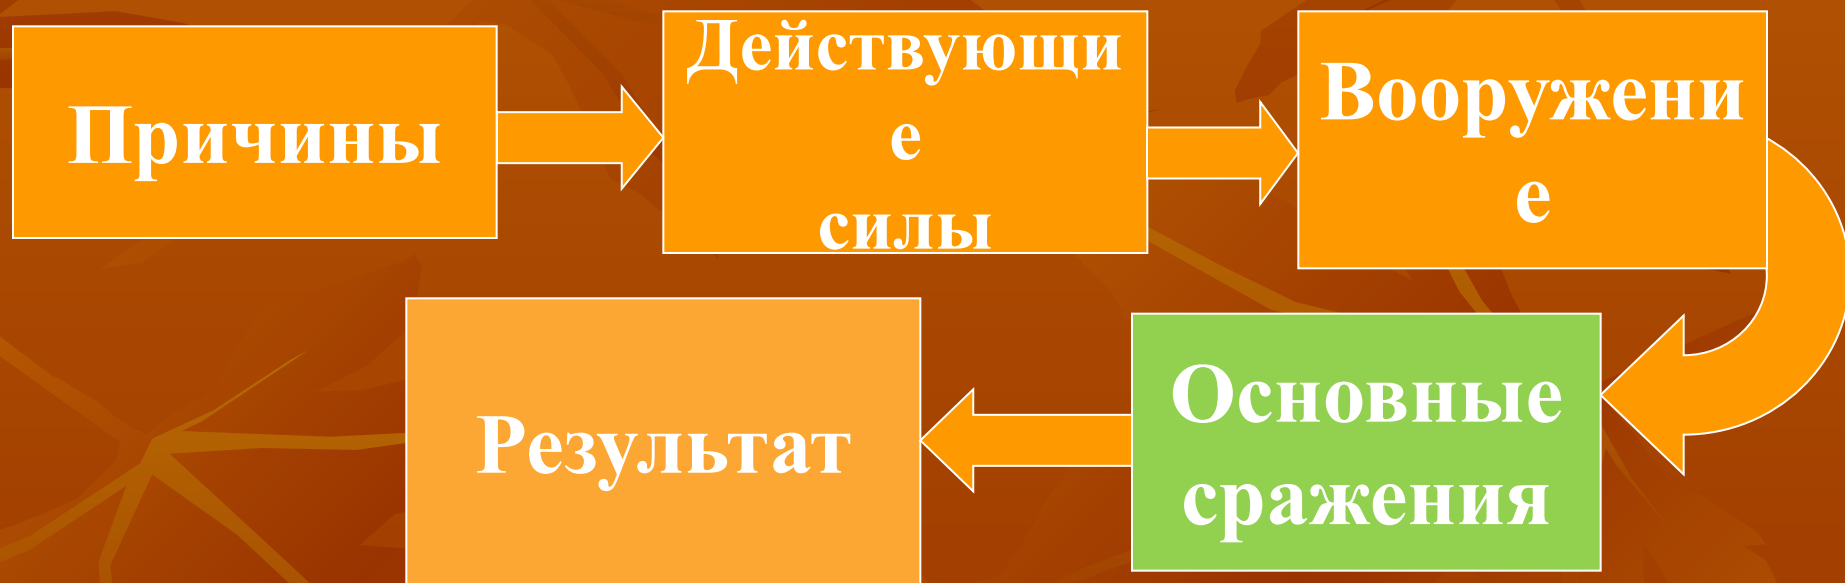 Причины
Действующи
е
силы
Вооружени
е
Основные
сражения
Результат